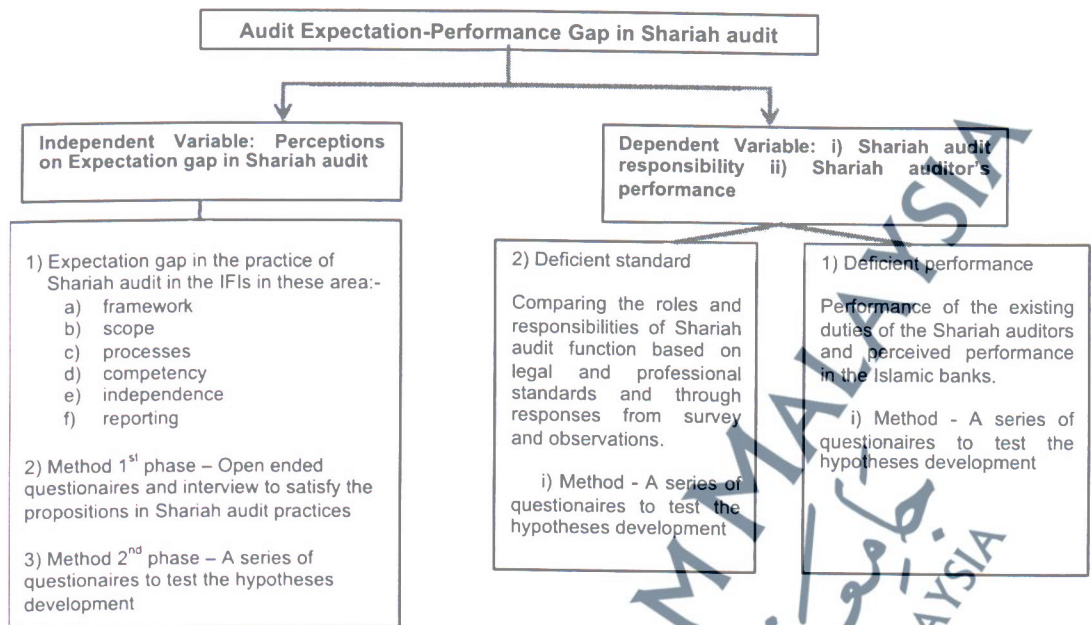 Audit Expectation-Performance Gap in Shariah audit
Independent Variable: Perceptions
on Expectation gap in Shariah audit
Dependent Variable: i) Shariah audit
responsibility ii) Shariah auditor's
performance
1) Expectation gap in the practice of
Shariah audit in the IFIs in these area:-
a) framework
b) scope
c) processes
d) competency
e) independence
f) reporting
2) Method 1st phase – Open ended
questionaires and interview to satisfy the
propositions in Shariah audit practices
3) Method 2nd phase – A series of
questionaires to test the hypotheses
development
2) Deficient standard
Comparing the roles and
responsibilities of Shariah
audit function based on
legal and professional
standards and through
responses from survey
and observations.
i) Method - A series of
questionaires to test the
hypotheses development
1) Deficient performance
Performance of the existing
duties of the Shariah auditors
and perceived performance
in the Islamic banks.
i) Method - A series of
questionaires to test the
hypotheses development
M MALAYSIA
AYSIA